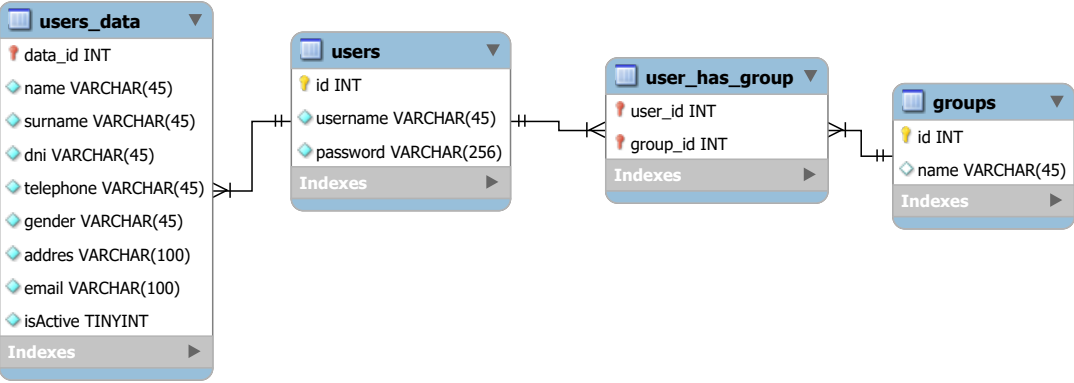 users_data
data_id INT
name VARCHAR(45)
surname VARCHAR(45)
dni VARCHAR(45)
telephone VARCHAR(45)
gender VARCHAR(45)
addres VARCHAR(100)
email VARCHAR(100)
isActive TINYINT
Indexes
users
id INT
username VARCHAR(45)
password VARCHAR(256)
Indexes
user_has_group
user_id INT
group_id INT
Indexes
groups
id INT
name VARCHAR(45)
Indexes